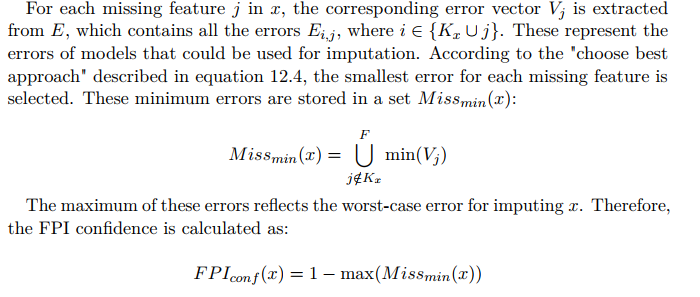 For each missing feature j in x, the corresponding error vector V_j is extracted
from E, which contains all the errors E_{i,j}, where i ∈ {K_x ∪ j}. These represent the
errors of models that could be used for imputation. According to the "choose best
approach" described in equation 12.4, the smallest error for each missing feature is
selected. These minimum errors are stored in a set Miss_{min}(x):
Miss_{min}(x) = ⋃_{j∉K_x}^{F} min(V_j)
The maximum of these errors reflects the worst-case error for imputing x. Therefore,
the FPI confidence is calculated as:
FPI_{conf}(x) = 1 − max(Miss_{min}(x))